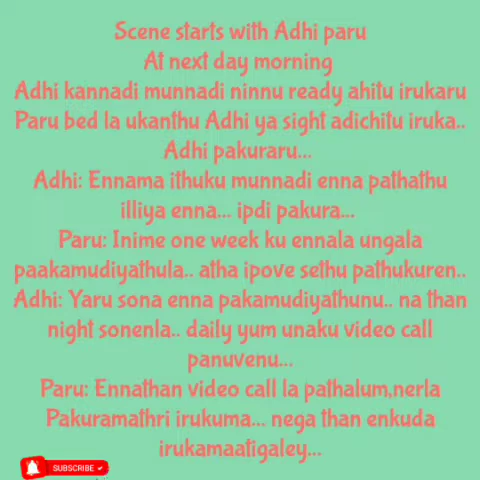 Scene starts with Adhi paru
At next day morning
Adhi kannadi munnadi ninnu ready ahitu irukaru
Paru bed la ukanthu Adhi ya sight adichitu iruka..
Adhi pakuraru...
Adhi: Ennama ithuku munnadi enna pathathu
illiya enna... ipdi pakura...
Paru: Inime one week ku ennala ungala
paakamudiyathula.. atha ipove sethu pathukuren..
Adhi: Yaru sona enna pakamudiyathunu.. na than
night sonenla.. daily yum unaku video call
panuvenu...
Paru: Ennathan video call la pathalum,nerla
Pakuramathri irukuma... nega than enkuda
irukamaatigaley...
SUBSCRIBE